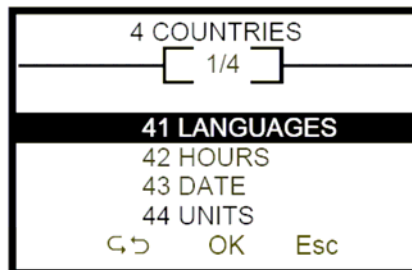 4 COUNTRIES
1/4
41 LANGUAGES
42 HOURS
43 DATE
44 UNITS
OK Esc